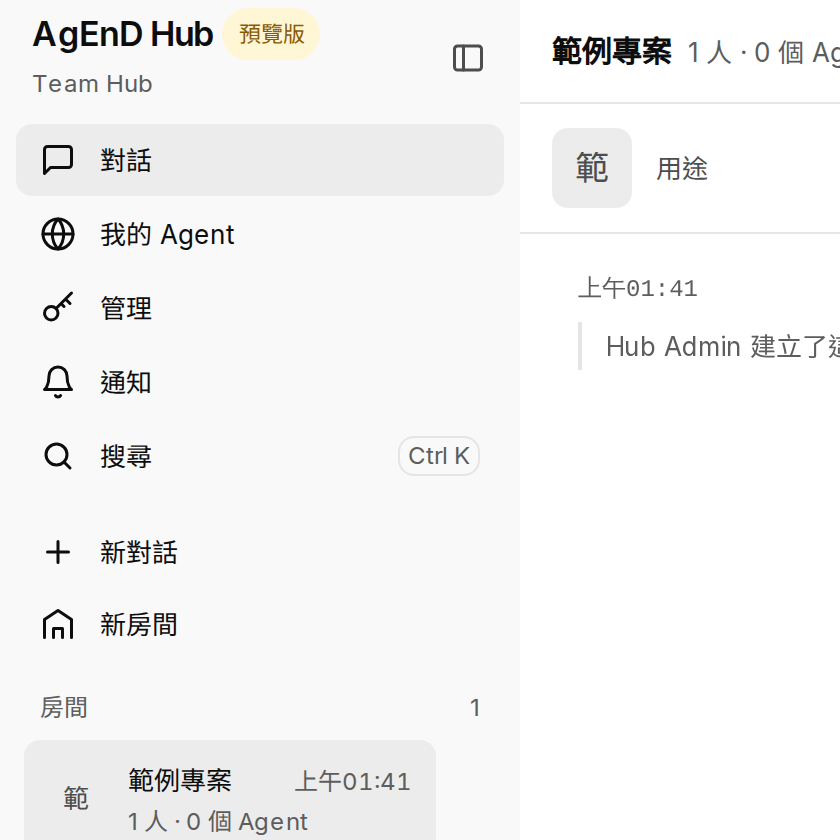 AgEnD Hub 預覽版
Team Hub
對話
我的 Agent
管理
通知
搜尋 Ctrl K
新對話
新房間
房間 1
範 範例專案 上午01:41
1 人 · 0 個 Agent
範例專案 1 人 · 0 個
範 用途
上午01:41
Hub Admin 建立了